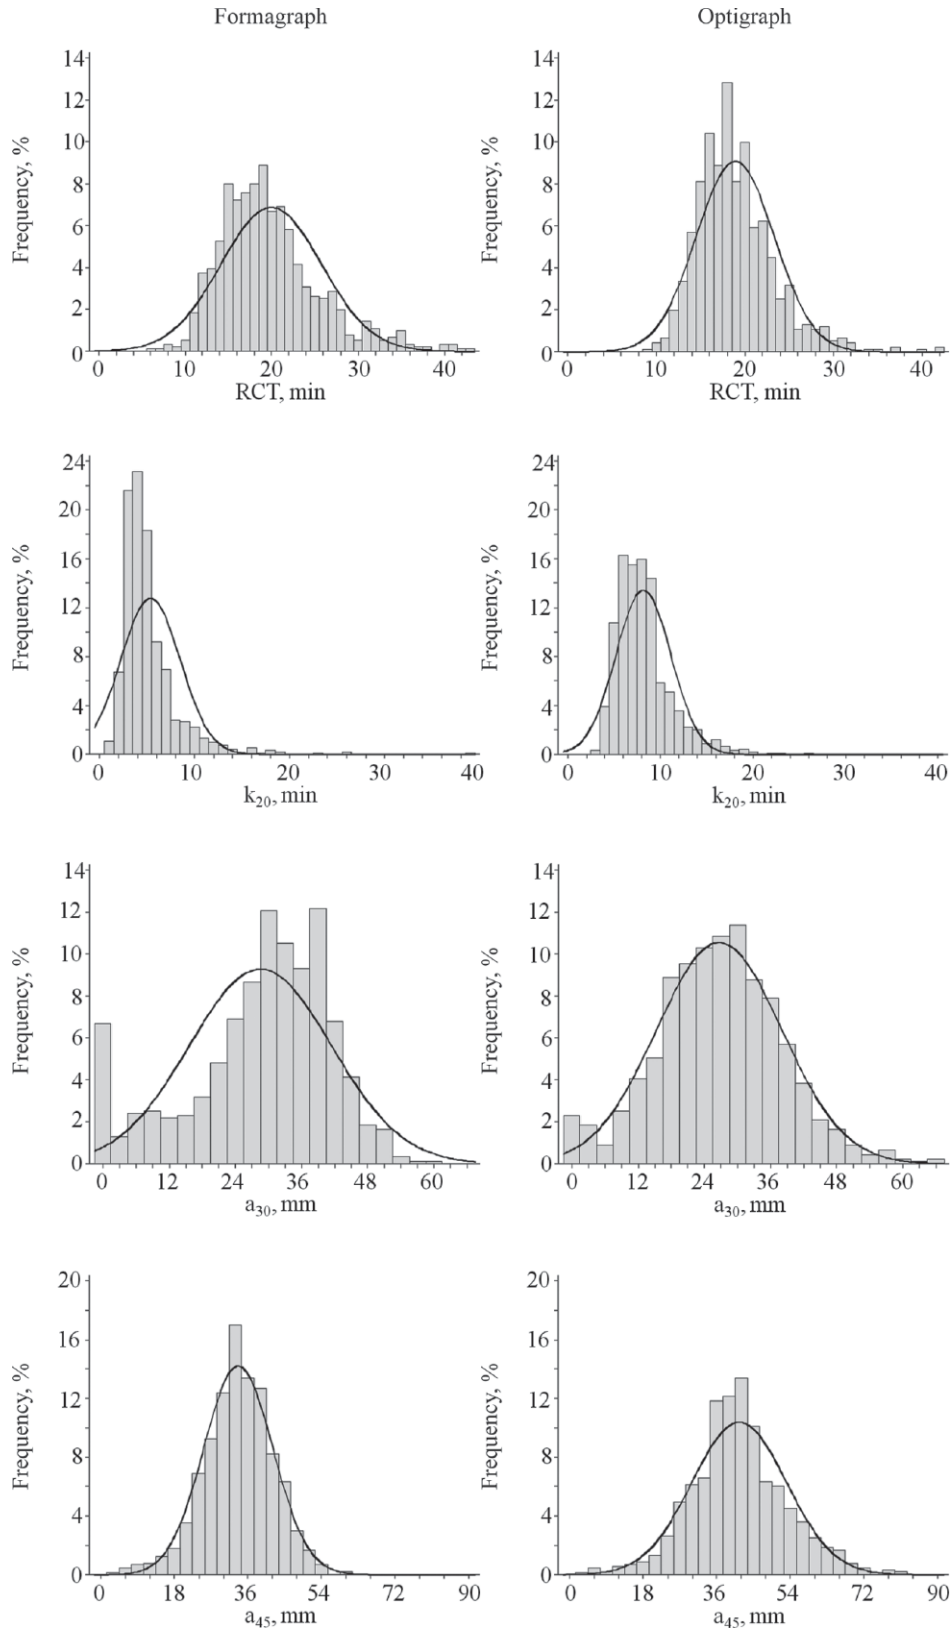 Formagraph Optigraph
14 14
12 12
10 10
8 8
6 6
4 4
2 2
0 0
Frequency, % Frequency, %
0 10 20 30 40 0 10 20 30 40
RCT, min RCT, min
24 24
20 20
16 16
12 12
8 8
4 4
0 0
Frequency, % Frequency, %
0 10 20 30 40 0 10 20 30 40
k20, min k20, min
14 14
12 12
10 10
8 8
6 6
4 4
2 2
0 0
Frequency, % Frequency, %
0 12 24 36 48 60 0 12 24 36 48 60
a30, mm a30, mm
20 20
16 16
12 12
8 8
4 4
0 0
Frequency, % Frequency, %
0 18 36 54 72 90 0 18 36 54 72 90
a45, mm a45, mm